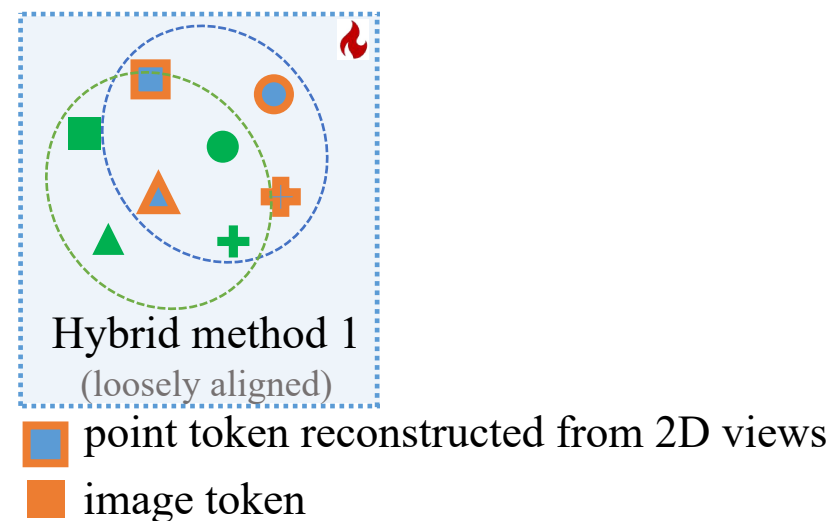 Hybrid method 1
(loosely aligned)
point token reconstructed from 2D views
image token